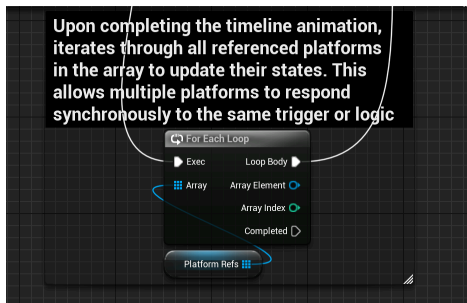 Upon completing the timeline animation,
iterates through all referenced platforms
in the array to update their states. This
allows multiple platforms to respond
synchronously to the same trigger or logic
For Each Loop
Exec Loop Body
Array Array Element
Array Index
Completed
Platform Refs